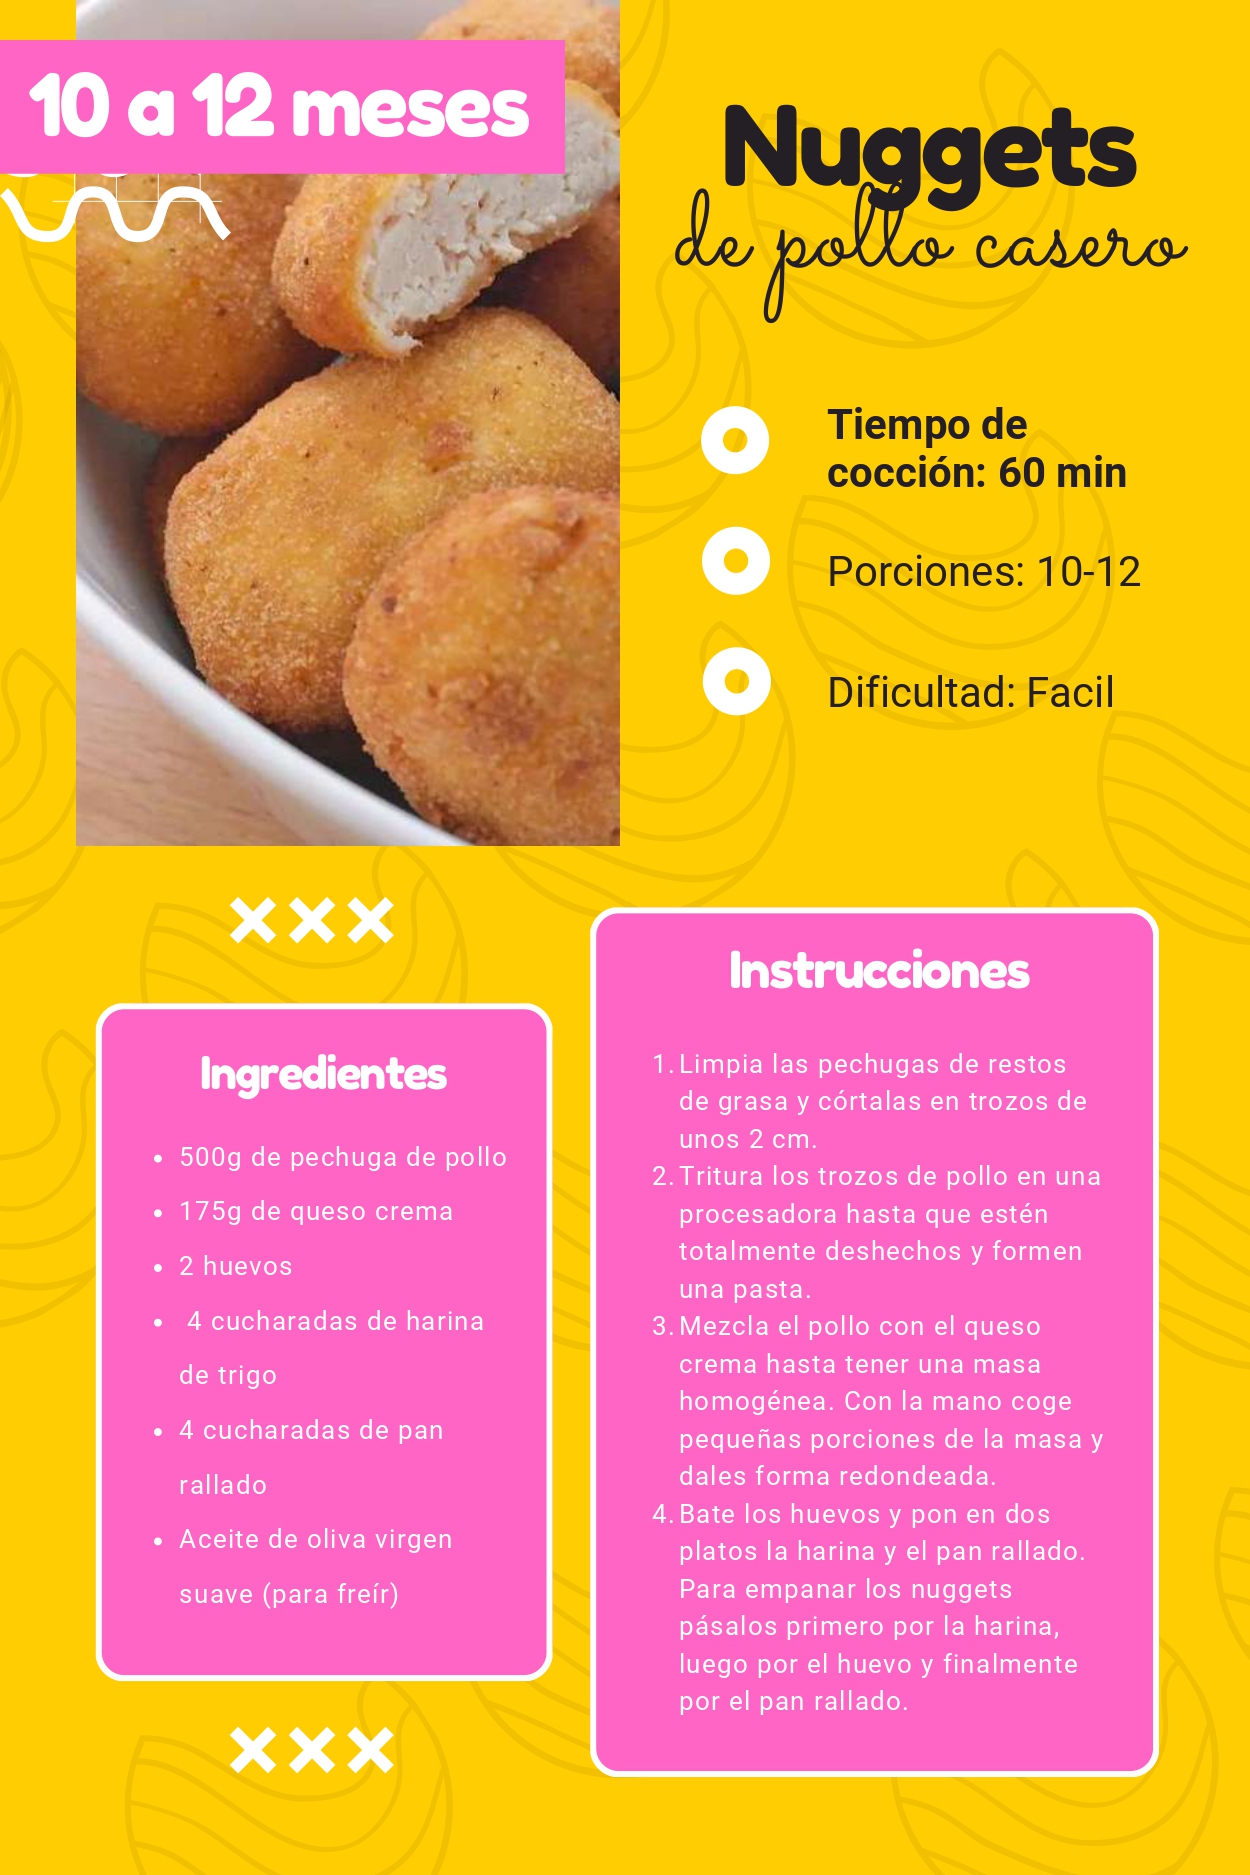 10 a 12 meses
Nuggets
de pollo casero
Tiempo de
cocción: 60 min
Porciones: 10-12
Dificultad: Facil
Ingredientes
• 500g de pechuga de pollo
• 175g de queso crema
• 2 huevos
• 4 cucharadas de harina
de trigo
• 4 cucharadas de pan
rallado
• Aceite de oliva virgen
suave (para freír)
Instrucciones
1. Limpia las pechugas de restos
de grasa y córtalas en trozos de
unos 2 cm.
2. Tritura los trozos de pollo en una
procesadora hasta que estén
totalmente deshechos y formen
una pasta.
3. Mezcla el pollo con el queso
crema hasta tener una masa
homogénea. Con la mano coge
pequeñas porciones de la masa y
dales forma redondeada.
4. Bate los huevos y pon en dos
platos la harina y el pan rallado.
Para empanar los nuggets
pásalos primero por la harina,
luego por el huevo y finalmente
por el pan rallado.